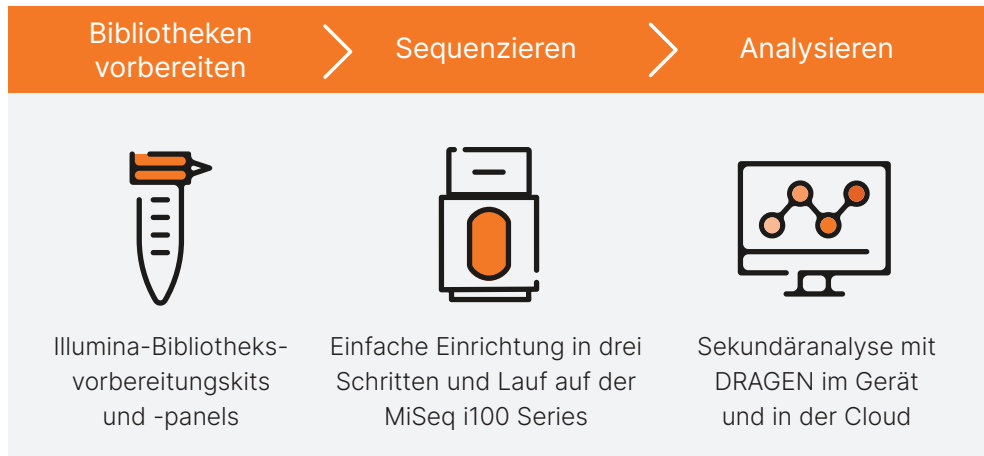 Bibliotheken
vorbereiten
Sequenzieren
Analysieren
Illumina-Bibliotheks-
vorbereitungskits
und -panels
Einfache Einrichtung in drei
Schritten und Lauf auf der
MiSeq i100 Series
Sekundäranalyse mit
DRAGEN im Gerät
und in der Cloud